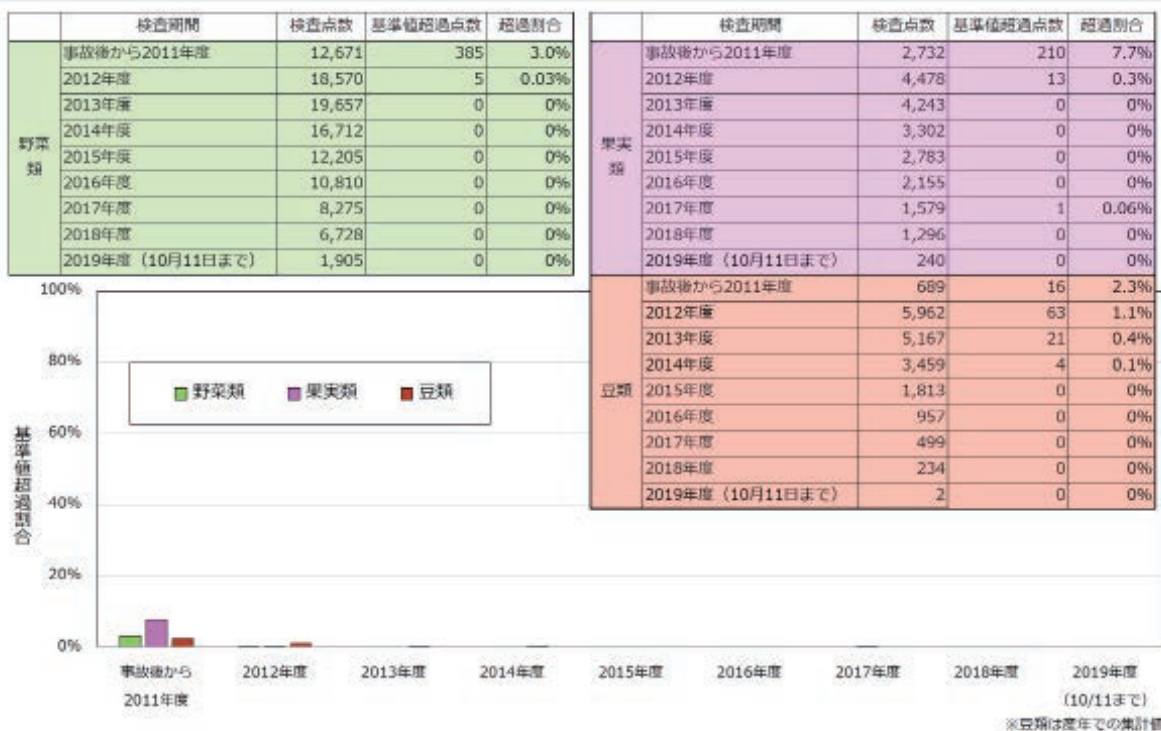 検査期間 検査点数 基準値超過点数 超過割合
野菜類
事故後から2011年度 12,671 385 3.0%
2012年度 18,570 5 0.03%
2013年度 19,657 0 0%
2014年度 16,712 0 0%
2015年度 12,205 0 0%
2016年度 10,810 0 0%
2017年度 8,275 0 0%
2018年度 6,728 0 0%
2019年度（10月11日まで） 1,905 0 0%
検査期間 検査点数 基準値超過点数 超過割合
果実類
事故後から2011年度 2,732 210 7.7%
2012年度 4,478 13 0.3%
2013年度 4,243 0 0%
2014年度 3,302 0 0%
2015年度 2,783 0 0%
2016年度 2,155 0 0%
2017年度 1,579 1 0.06%
2018年度 1,296 0 0%
2019年度（10月11日まで） 240 0 0%
豆類
事故後から2011年度 689 16 2.3%
2012年度 5,962 63 1.1%
2013年度 5,167 21 0.4%
2014年度 3,459 4 0.1%
2015年度 1,813 0 0%
2016年度 957 0 0%
2017年度 499 0 0%
2018年度 234 0 0%
2019年度（10月11日まで） 2 0 0%
基準値超過割合
100%
80%
60%
40%
20%
0%
野菜類 果実類 豆類
事故後から 2012年度 2013年度 2014年度 2015年度 2016年度 2017年度 2018年度 2019年度
2011年度 (10/11まで)
※豆類は産年での集計値